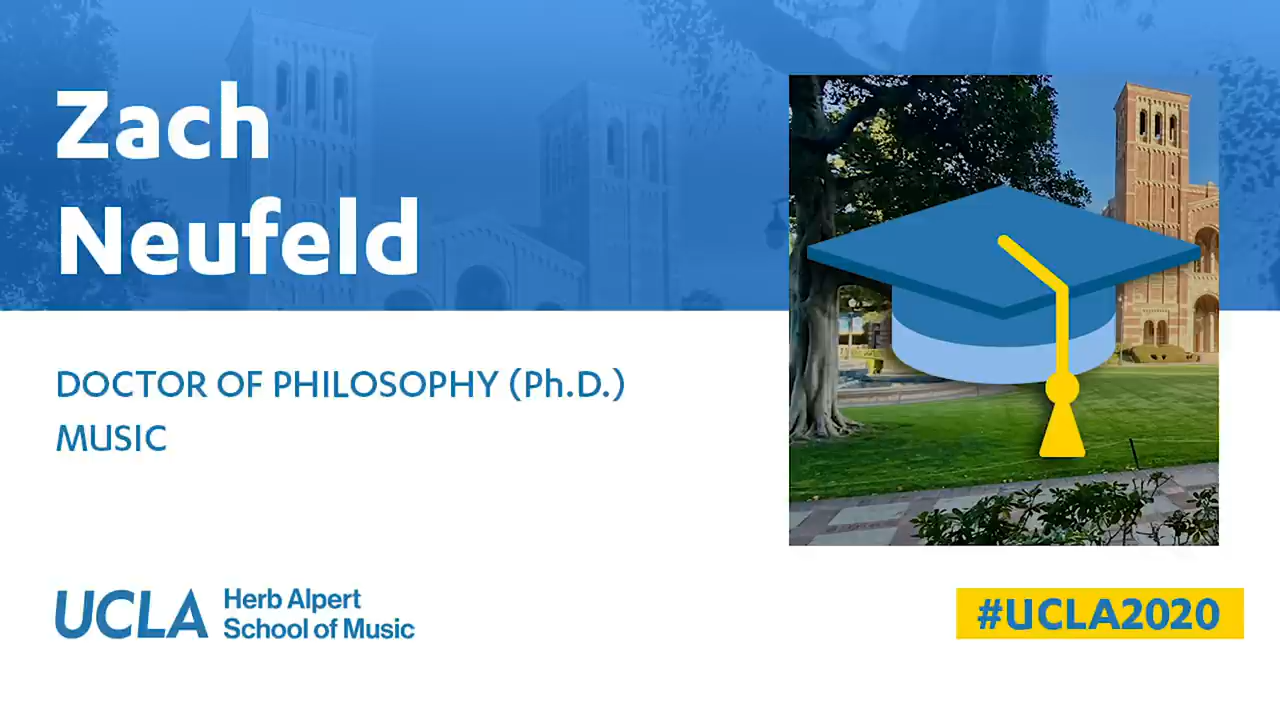 Zach
Neufeld
DOCTOR OF PHILOSOPHY (Ph.D.)
MUSIC
UCLA Herb Alpert
School of Music
#UCLA2020